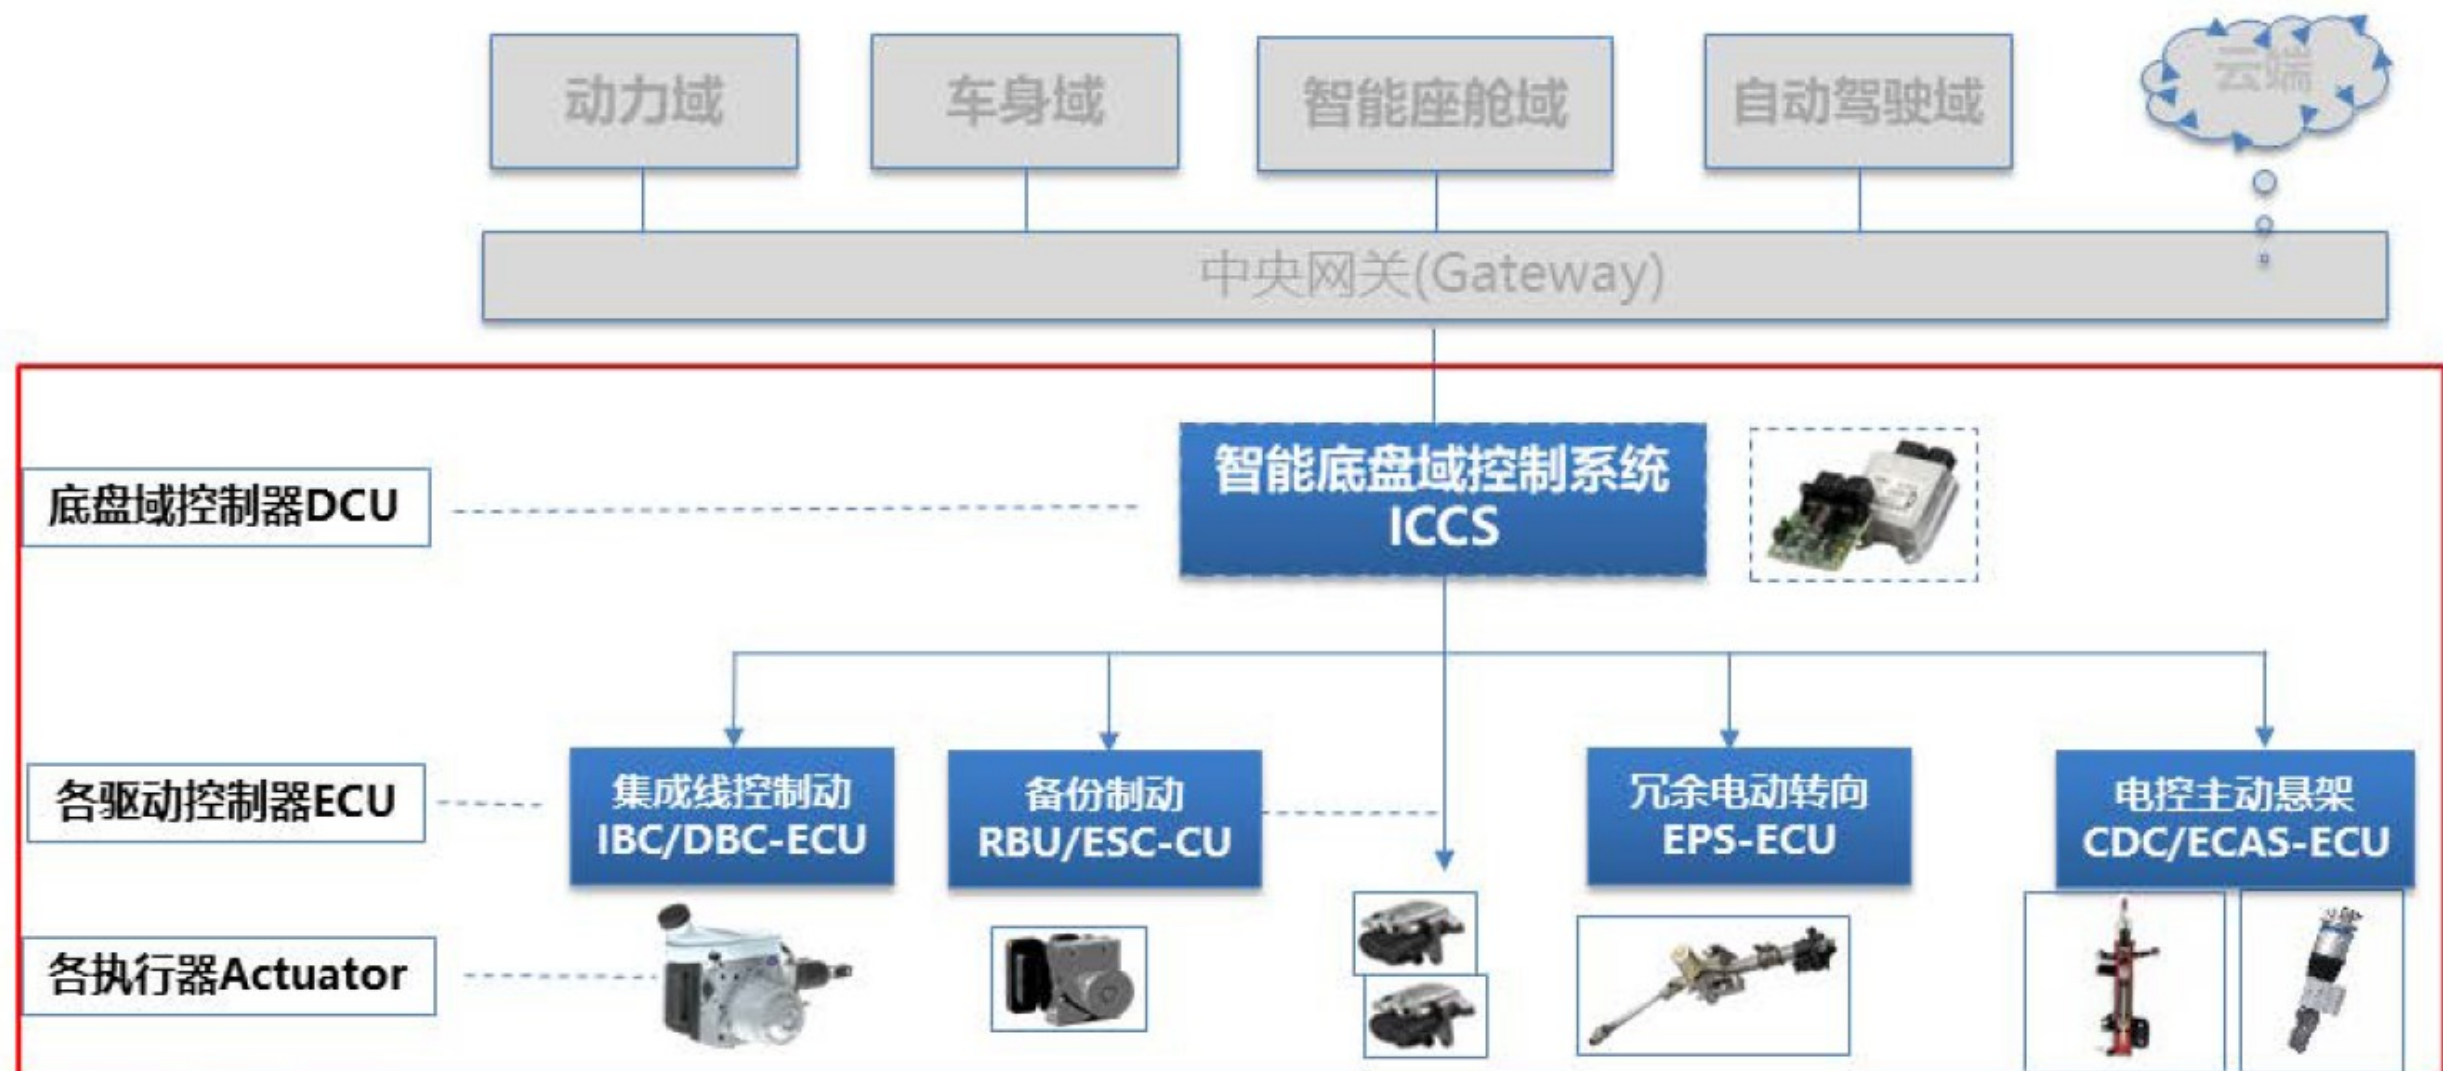 动力域
车身域
智能座舱域
自动驾驶域
云端
中央网关(Gateway)
底盘域控制器DCU
智能底盘域控制系统
ICCS
各驱动控制器ECU
集成线控制动
IBC/DBC-ECU
备份制动
RBU/ESC-CU
冗余电动转向
EPS-ECU
电控主动悬架
CDC/ECAS-ECU
各执行器Actuator